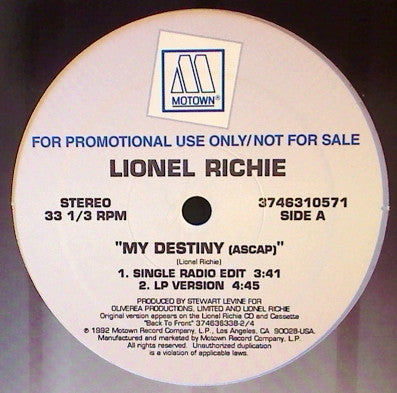 MOTOWN®
FOR PROMOTIONAL USE ONLY/NOT FOR SALE
LIONEL RICHIE
STEREO
33 1/3 RPM
3746310571
SIDE A
"MY DESTINY (ASCAP)"
(Lionel Richie)
1. SINGLE RADIO EDIT 3:41
2. LP VERSION 4:45
PRODUCED BY STEWART LEVINE FOR
OLIVEREA PRODUCTIONS, LIMITED AND LIONEL RICHIE
Original version appears on the Lionel Richie CD and Cassette
"Back To Front" 374636338-2/4
℗ 1992 Motown Record Company, L.P., Los Angeles, CA 90028-USA.
Manufactured and marketed by Motown Record Company, L.P.
All rights reserved. Unauthorized duplication
is a violation of applicable laws.